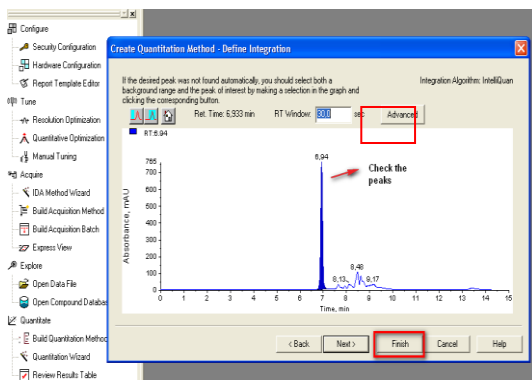 Configure
Security Configuration
Hardware Configuration
Report Template Editor
Tune
Resolution Optimization
Quantitative Optimization
Manual Tuning
Acquire
IDA Method Wizard
Build Acquisition Method
Build Acquisition Batch
Express View
Explore
Open Data File
Open Compound Databas
Quantitate
Build Quantitation Method
Quantitation Wizard
Review Results Table
Create Quantitation Method - Define Integration
If the desired peak was not found automatically, you should select both a
background range and the peak of interest by making a selection in the graph and
clicking the corresponding button.
Integration Algorithm: IntelliQuan
Ret. Time: 6,933 min RT Window: 30,0 sec Advanced
RT:6.94
Absorbance, mAU
765
700
600
500
400
300
200
100
0
6,94
Check the
peaks
8,13 8,48 9,17
0 1 2 3 4 5 6 7 8 9 10 11 12 13 14 15
Time, min
< Back Next > Finish Cancel Help